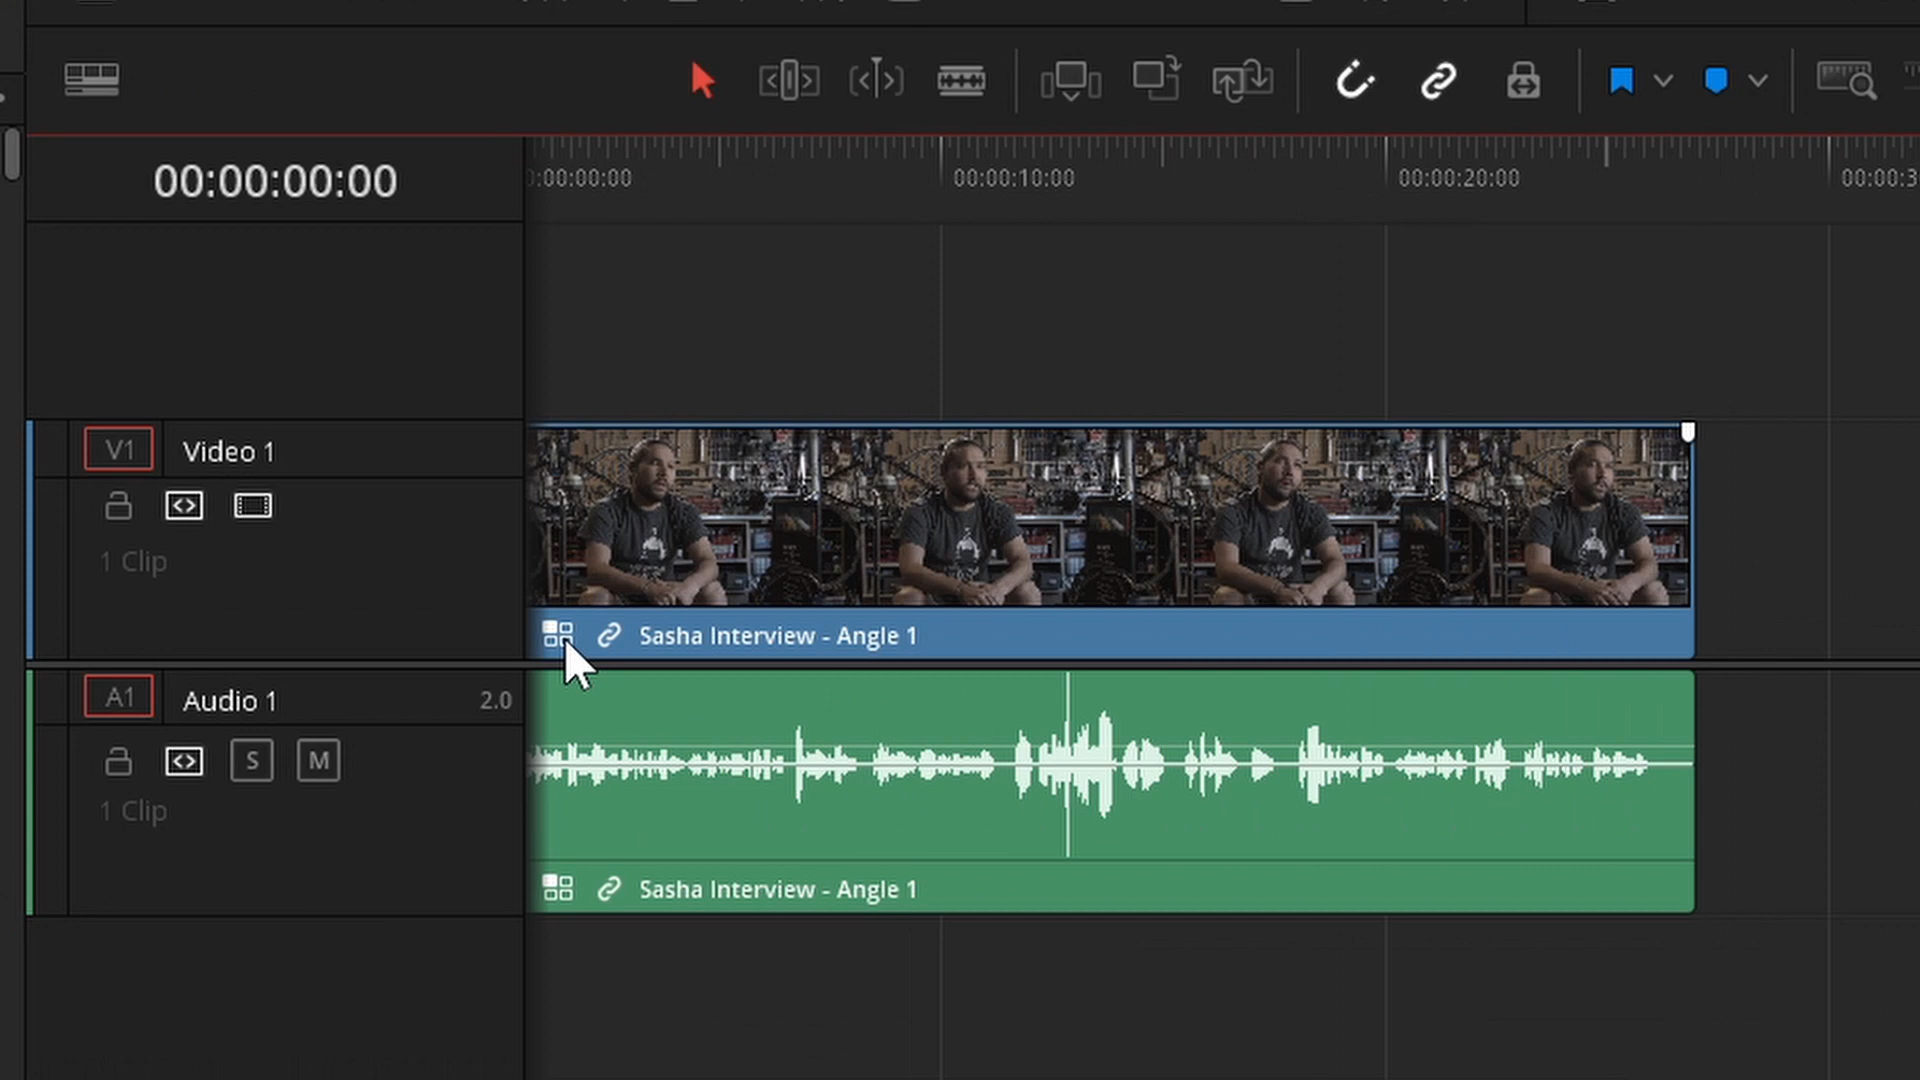 00:00:00:00
:00:00:00
00:00:10:00
00:00:20:00
00:00:3
V1
Video 1
1 Clip
Sasha Interview - Angle 1
A1
Audio 1
2.0
S
M
1 Clip
Sasha Interview - Angle 1